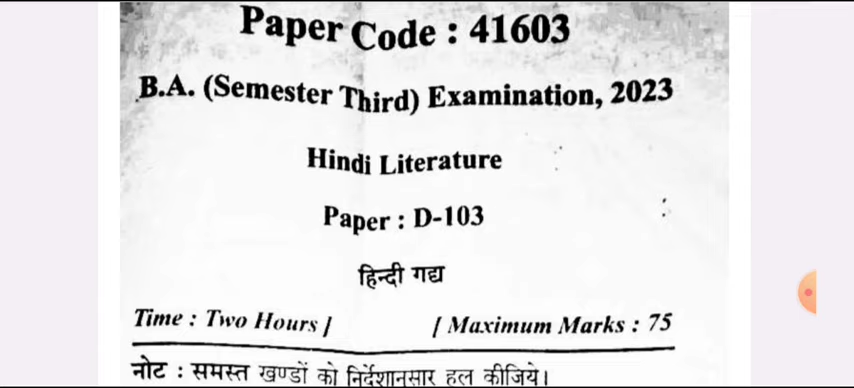 Paper Code : 41603
B.A. (Semester Third) Examination, 2023
Hindi Literature
Paper : D-103
हिन्दी गद्य
Time : Two Hours ] [ Maximum Marks : 75
नोट : समस्त खण्डों को निर्देशानुसार हल कीजिये।